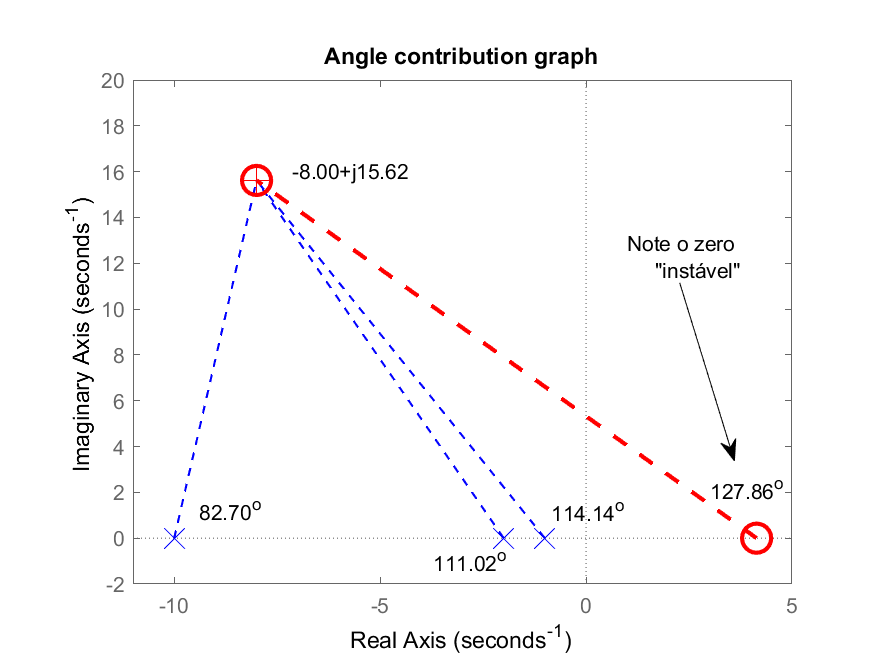 Angle contribution graph
20
18
16
14
12
10
8
6
4
2
0
-2
Imaginary Axis (seconds⁻¹)
-8.00+j15.62
Note o zero
"instável"
127.86º
82.70º
114.14º
111.02º
-10
-5
0
5
Real Axis (seconds⁻¹)